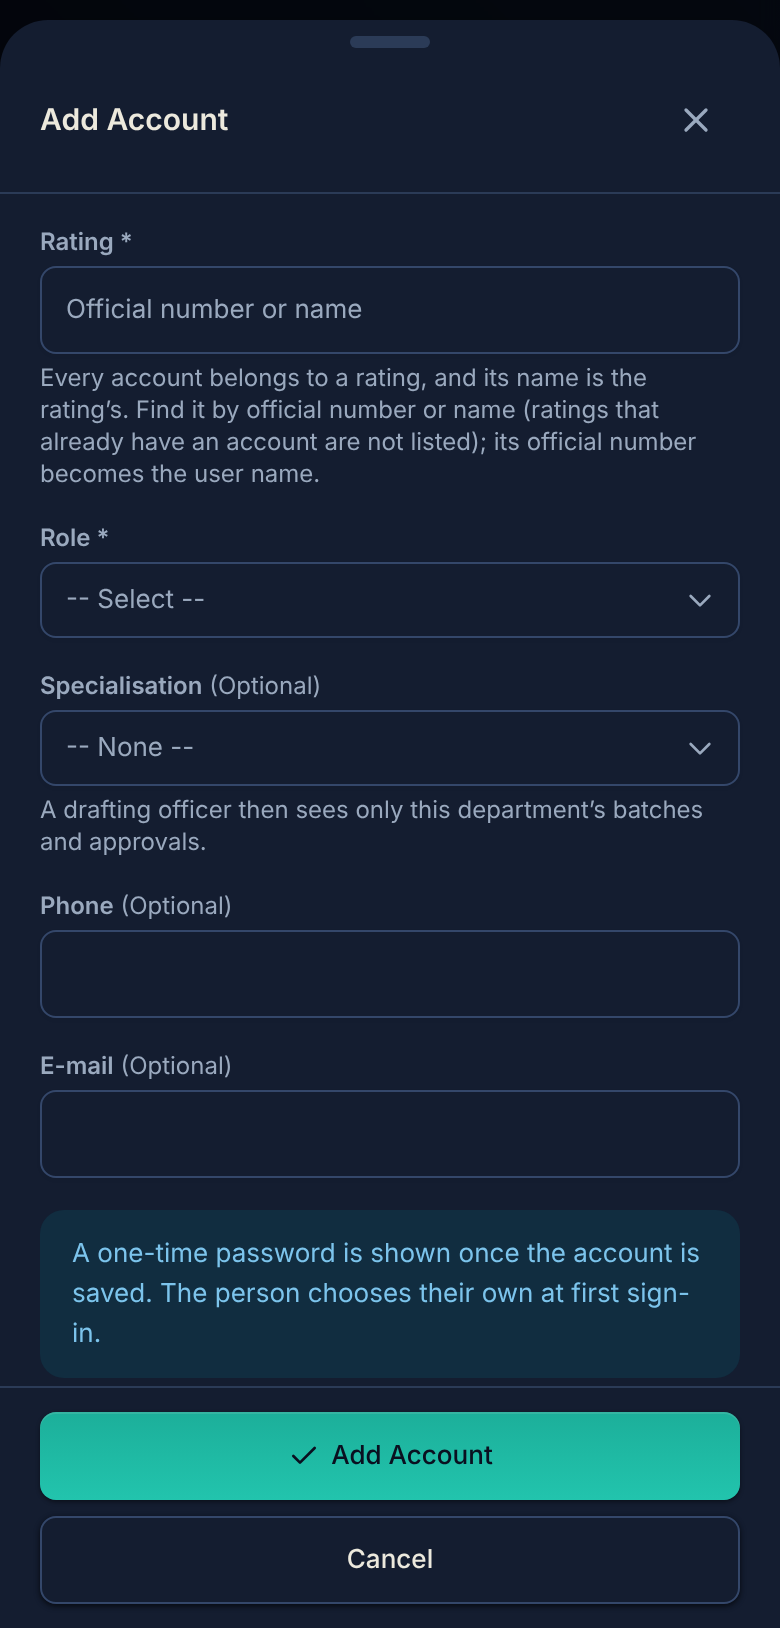 Add Account
Rating *
Official number or name
Every account belongs to a rating, and its name is the
rating’s. Find it by official number or name (ratings that
already have an account are not listed); its official number
becomes the user name.
Role *
-- Select --
Specialisation (Optional)
-- None --
A drafting officer then sees only this department’s batches
and approvals.
Phone (Optional)
E-mail (Optional)
A one-time password is shown once the account is
saved. The person chooses their own at first sign-
in.
Add Account
Cancel